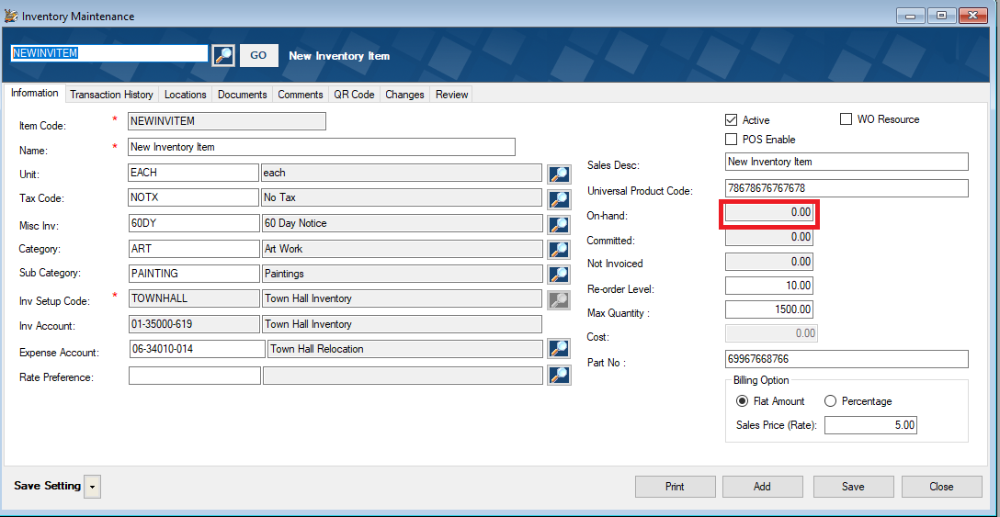 Inventory Maintenance
NEWINVITEM GO New Inventory Item
Information Transaction History Locations Documents Comments QR Code Changes Review
Item Code: * NEWINVITEM
Name: * New Inventory Item
Unit: EACH each
Tax Code: NOTX No Tax
Misc Inv: 60DY 60 Day Notice
Category: ART Art Work
Sub Category: PAINTING Paintings
Inv Setup Code: * TOWNHALL Town Hall Inventory
Inv Account: 01-35000-619 Town Hall Inventory
Expense Account: 06-34010-014 Town Hall Relocation
Rate Preference:
Active WO Resource
POS Enable
Sales Desc: New Inventory Item
Universal Product Code: 78678676767678
On-hand: 0.00
Committed: 0.00
Not Invoiced 0.00
Re-order Level: 10.00
Max Quantity : 1500.00
Cost: 0.00
Part No : 69967668766
Billing Option
Flat Amount Percentage
Sales Price (Rate): 5.00
Save Setting Print Add Save Close